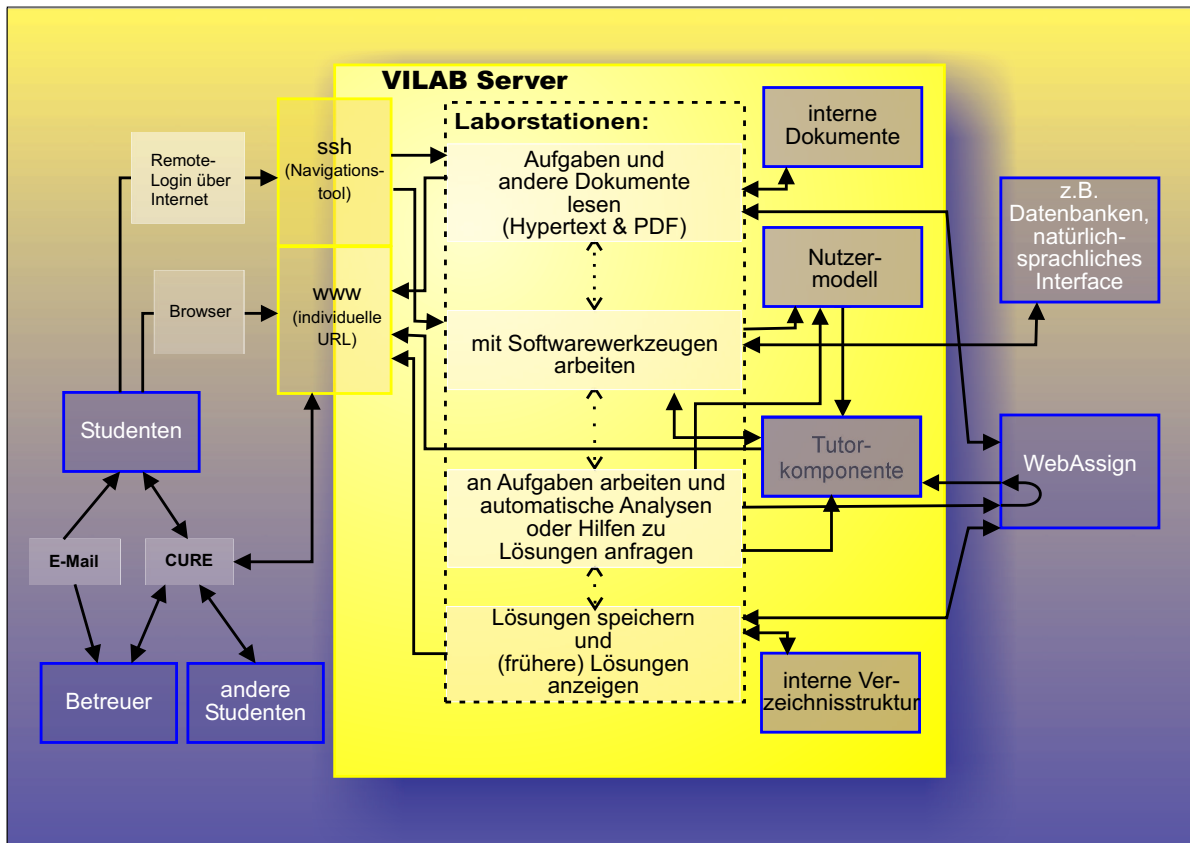 VILAB Server
Laborstationen:
Remote-
Login über
Internet
ssh
(Navigations-
tool)
Aufgaben und
andere Dokumente
lesen
(Hypertext & PDF)
interne
Dokumente
z.B.
Datenbanken,
natürlich-
sprachliches
Interface
Browser
www
(individuelle
URL)
Nutzer-
modell
mit Softwarewerkzeugen
arbeiten
Studenten
Tutor-
komponente
WebAssign
an Aufgaben arbeiten und
automatische Analysen
oder Hilfen zu
Lösungen anfragen
E-Mail
CURE
Lösungen speichern
und
(frühere) Lösungen
anzeigen
Betreuer
andere
Studenten
interne Ver-
zeichnisstruktur